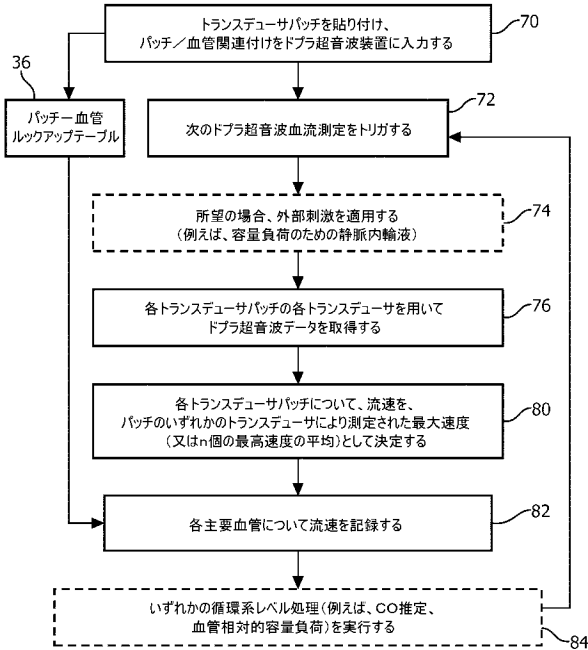 トランスデューサパッチを貼り付け、
パッチ／血管関連付けをドプラ超音波装置に入力する
70
36
パッチー血管
ルックアップテーブル
72
次のドプラ超音波血流測定をトリガする
所望の場合、外部刺激を適用する
(例えば、容量負荷のための静脈内輸液)
74
各トランスデューサパッチの各トランスデューサを用いて
ドプラ超音波データを取得する
76
各トランスデューサパッチについて、流速を、
パッチのいずれかのトランスデューサにより測定された最大速度
(又はn個の最高速度の平均)として決定する
80
各主要血管について流速を記録する
82
いずれかの循環系レベル処理(例えば、CO推定、
血管相対的容量負荷)を実行する
84